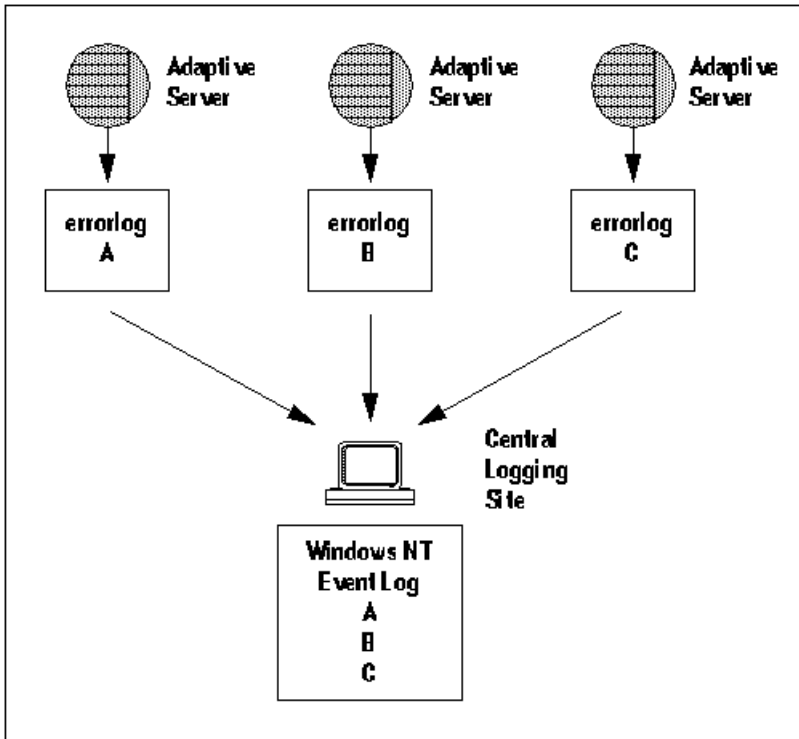 Adaptive
Server
Adaptive
Server
Adaptive
Server
errorlog
A
errorlog
B
errorlog
C
Central
Logging
Site
Windows NT
Event Log
A
B
C